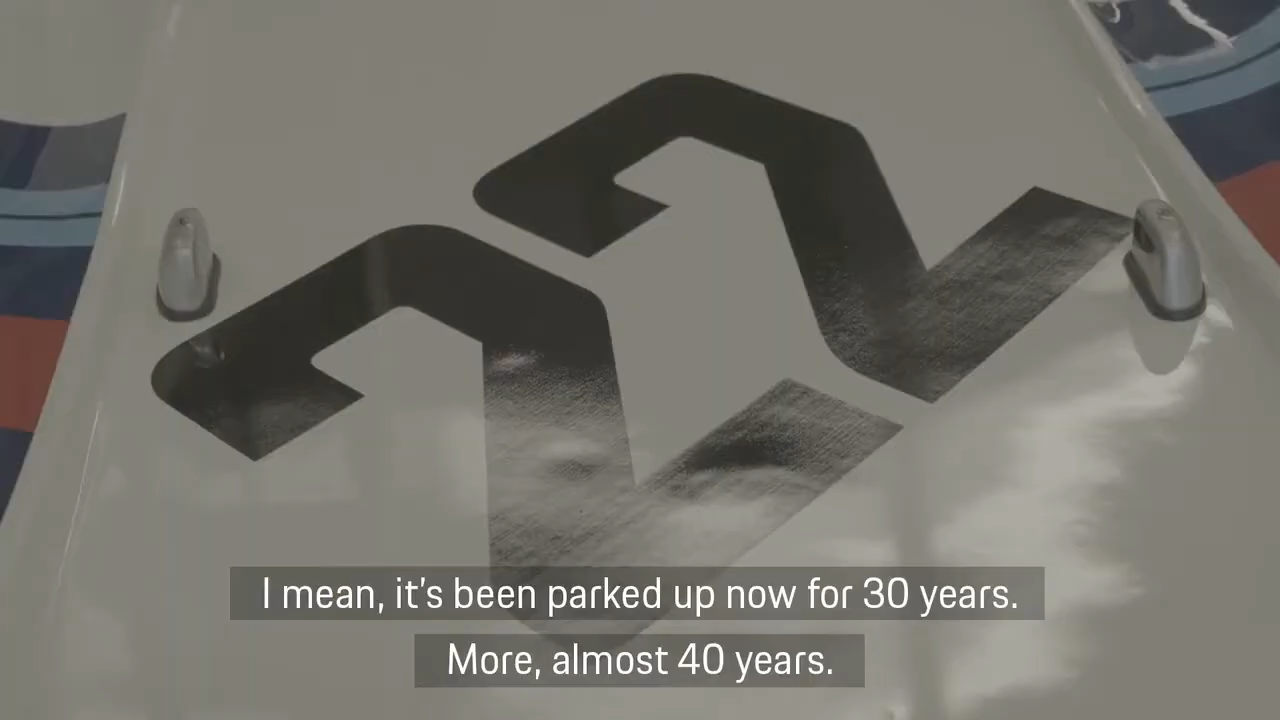 22
I mean, it's been parked up now for 30 years.
More, almost 40 years.